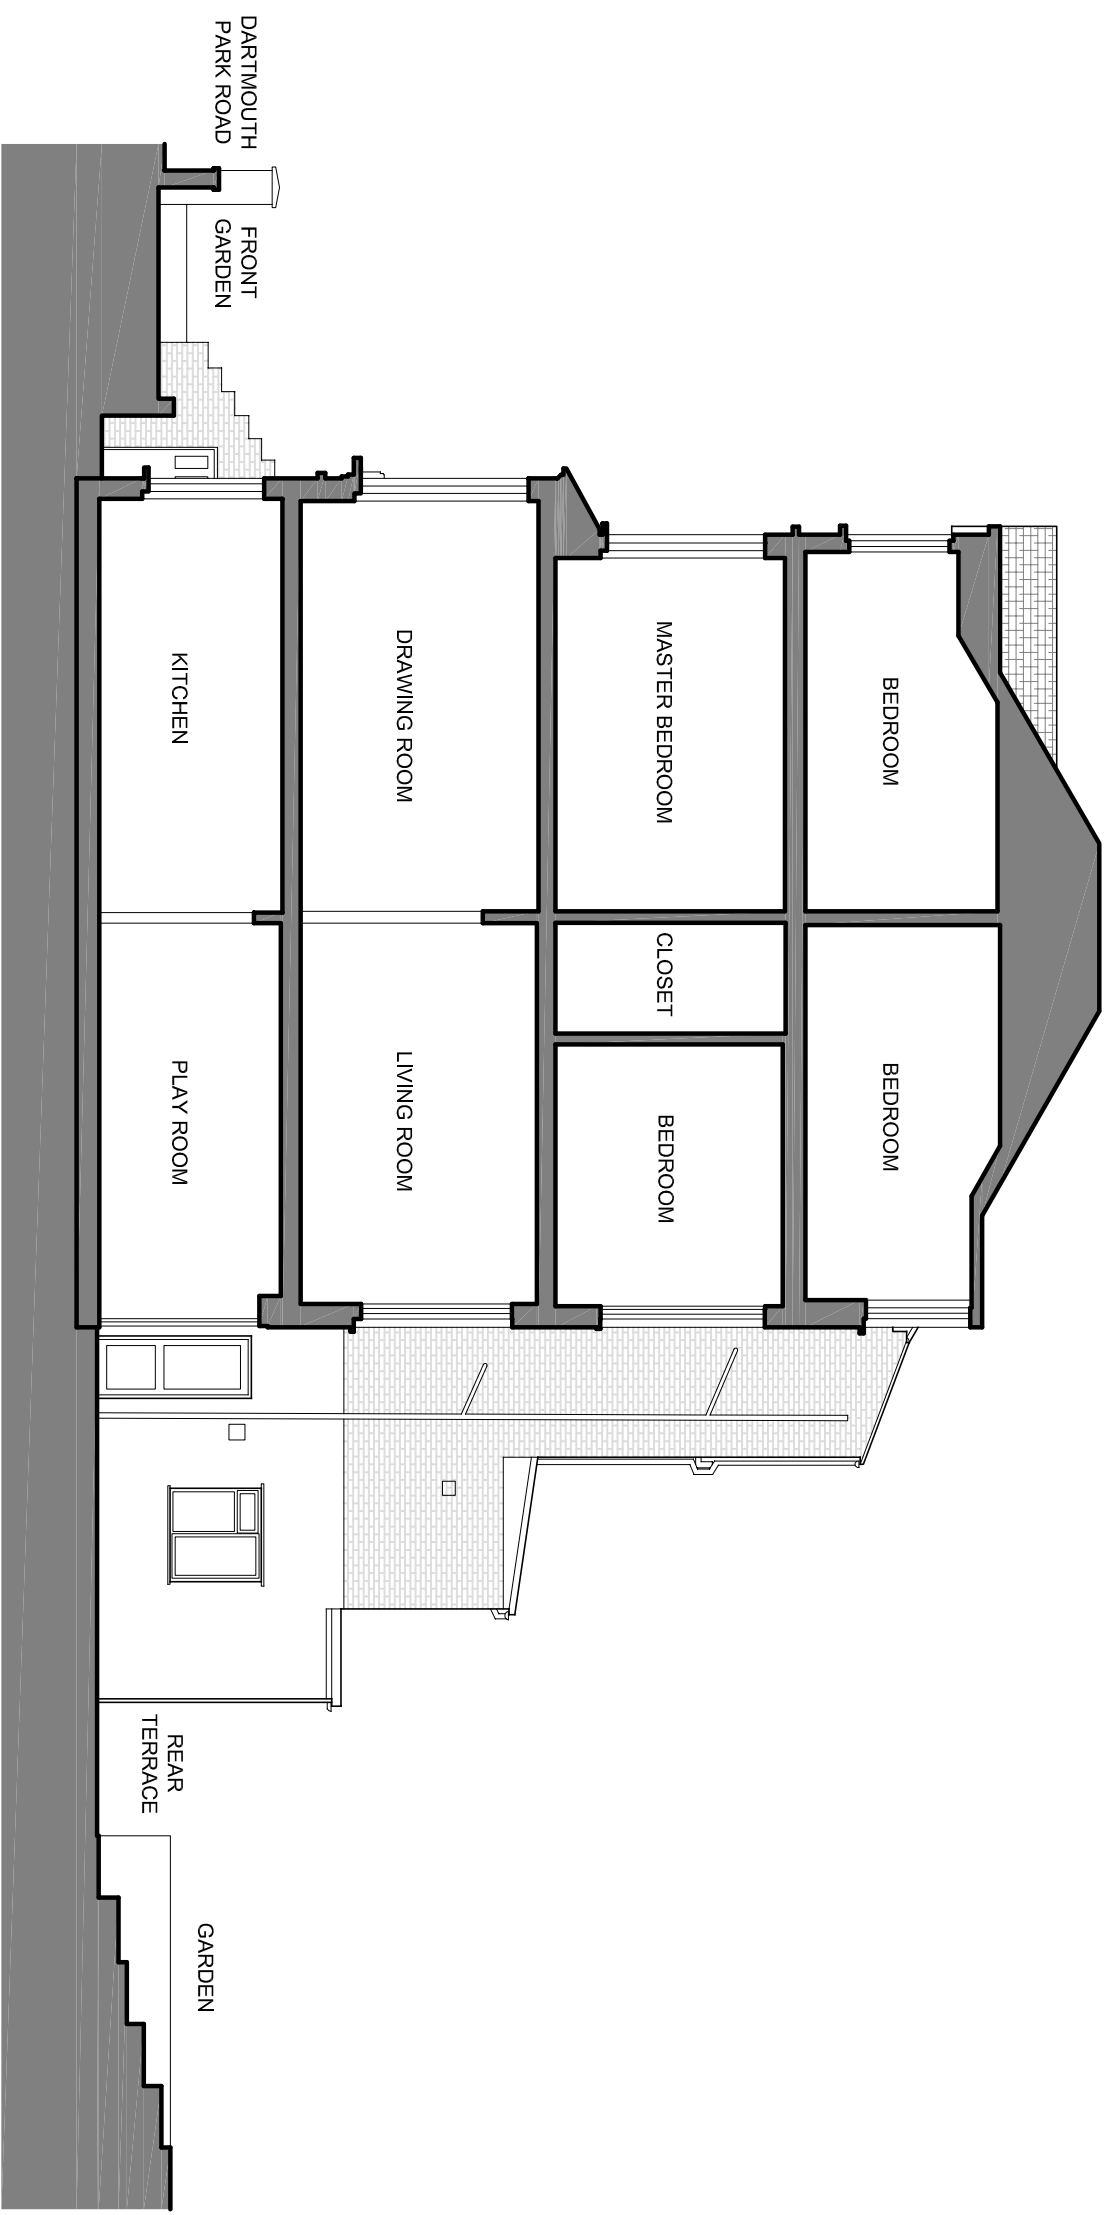 DARTMOUTH
PARK ROAD
FRONT
GARDEN
BEDROOM
BEDROOM
MASTER BEDROOM
CLOSET
BEDROOM
DRAWING ROOM
LIVING ROOM
KITCHEN
PLAY ROOM
REAR
TERRACE
GARDEN